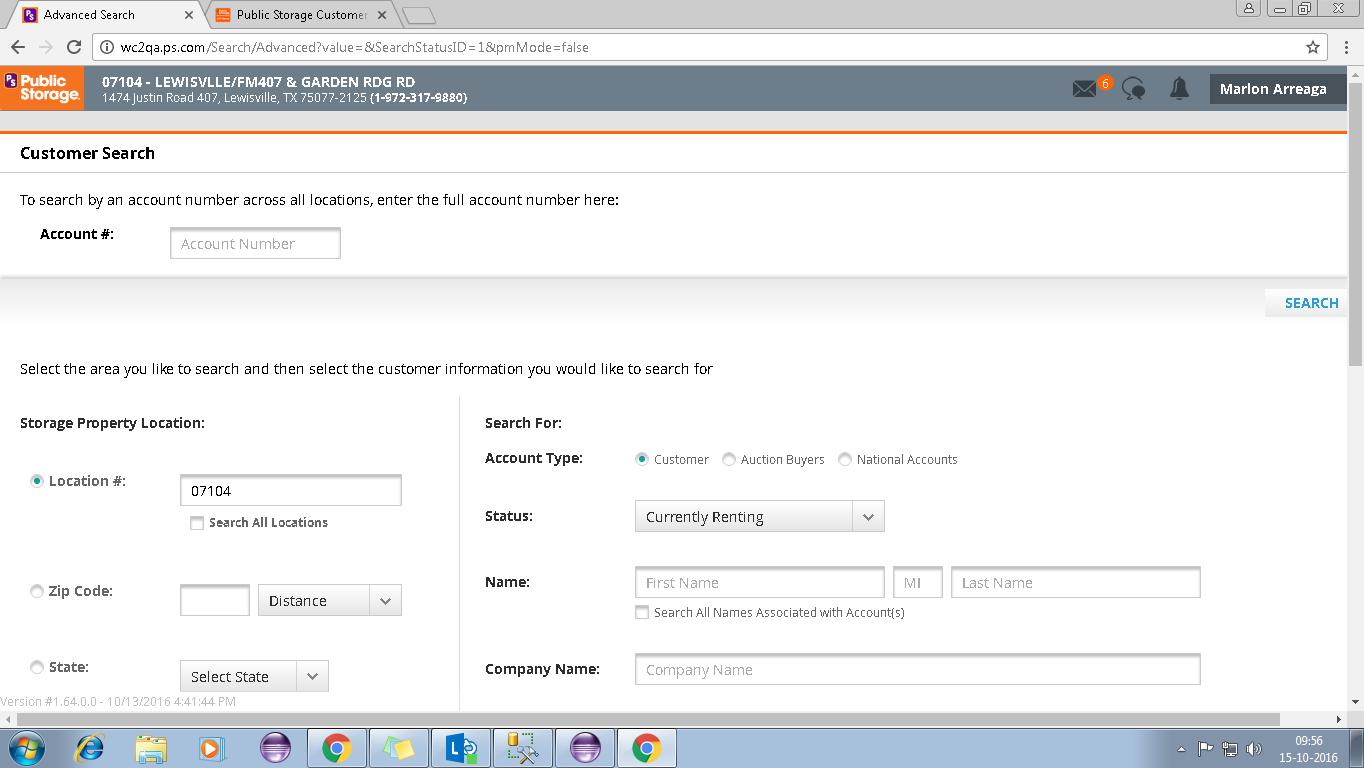 Advanced Search
Public Storage Customer
wc2qa.ps.com/Search/Advanced?value=&SearchStatusID=1&pmMode=false
PS Public Storage.
07104 - LEWISVLLE/FM407 & GARDEN RDG RD
1474 Justin Road 407, Lewisville, TX 75077-2125 (1-972-317-9880)
6
Marlon Arreaga
Customer Search
To search by an account number across all locations, enter the full account number here:
Account #:
Account Number
SEARCH
Select the area you like to search and then select the customer information you would like to search for
Storage Property Location:
Location #:
07104
Search All Locations
Zip Code:
Distance
State:
Select State
Search For:
Account Type:
Customer
Auction Buyers
National Accounts
Status:
Currently Renting
Name:
First Name
MI
Last Name
Search All Names Associated with Account(s)
Company Name:
Company Name
Version #1.64.0.0 - 10/13/2016 4:41:44 PM
09:56
15-10-2016